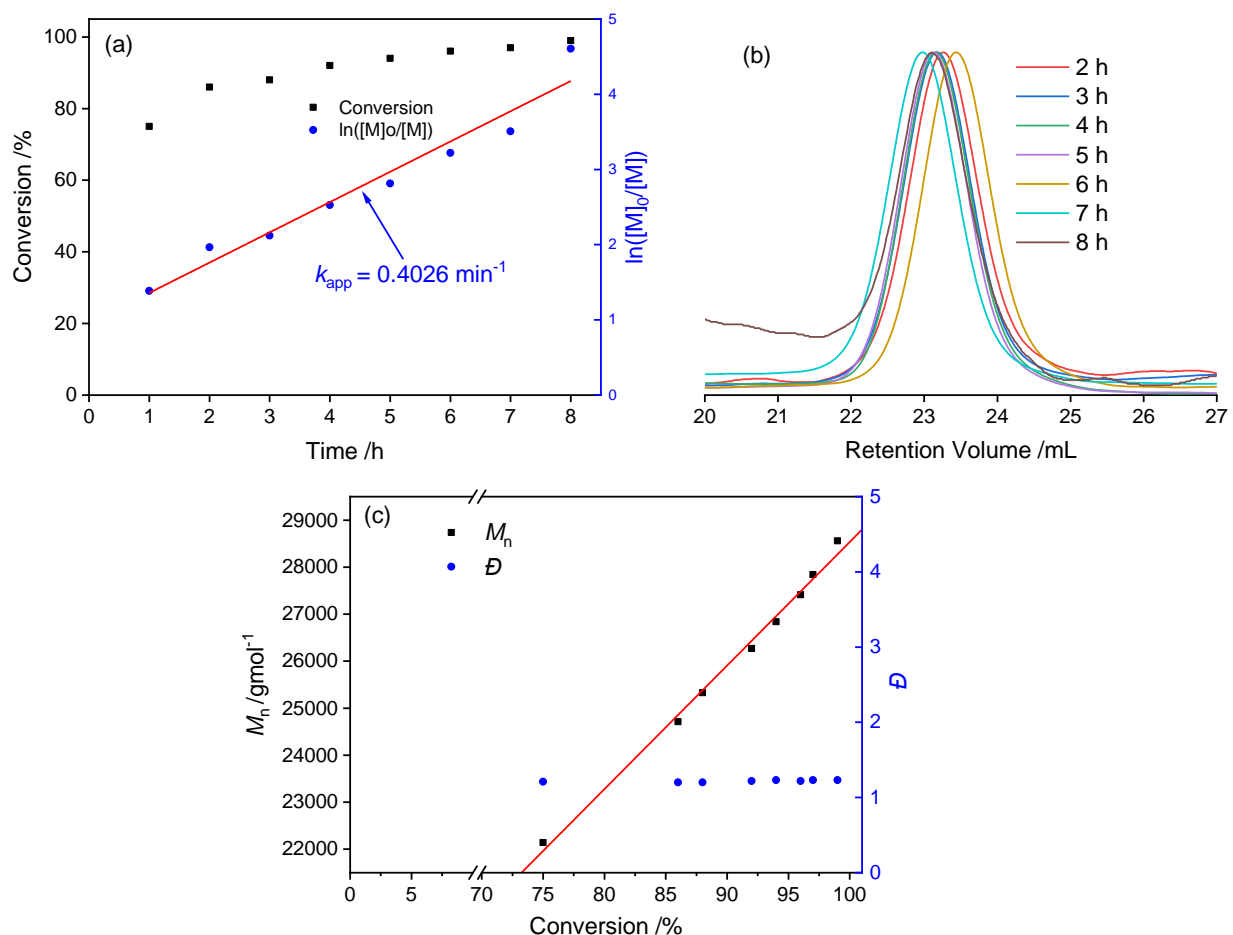 (a)
100
80
60
40
20
0
Conversion /%
0 1 2 3 4 5 6 7 8
Time /h
5
4
3
2
1
0
ln([M]₀/[M])
Conversion
ln([M]o/[M])
k_app = 0.4026 min⁻¹
(b)
2 h
3 h
4 h
5 h
6 h
7 h
8 h
20 21 22 23 24 25 26 27
Retention Volume /mL
(c)
Mₙ
Đ
29000
28000
27000
26000
25000
24000
23000
22000
Mₙ /gmol⁻¹
0 5 70 75 80 85 90 95 100
Conversion /%
5
4
3
2
1
0
Đ